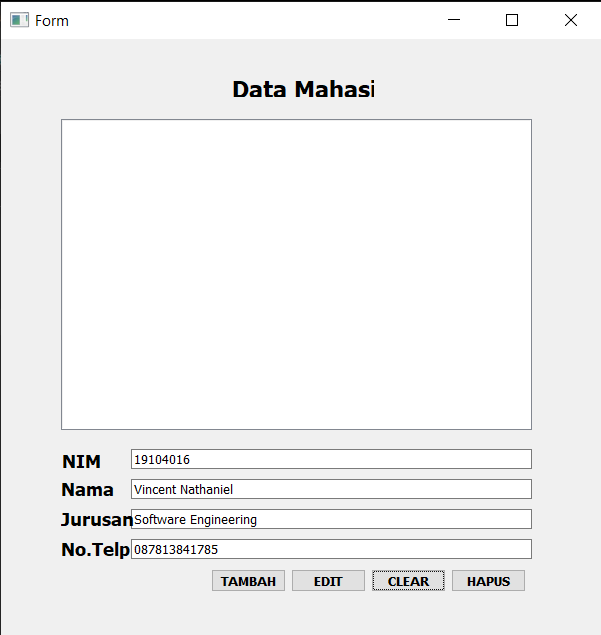 Form
Data Mahasi
NIM 19104016
Nama Vincent Nathaniel
Jurusan Software Engineering
No.Telp 087813841785
TAMBAH EDIT CLEAR HAPUS